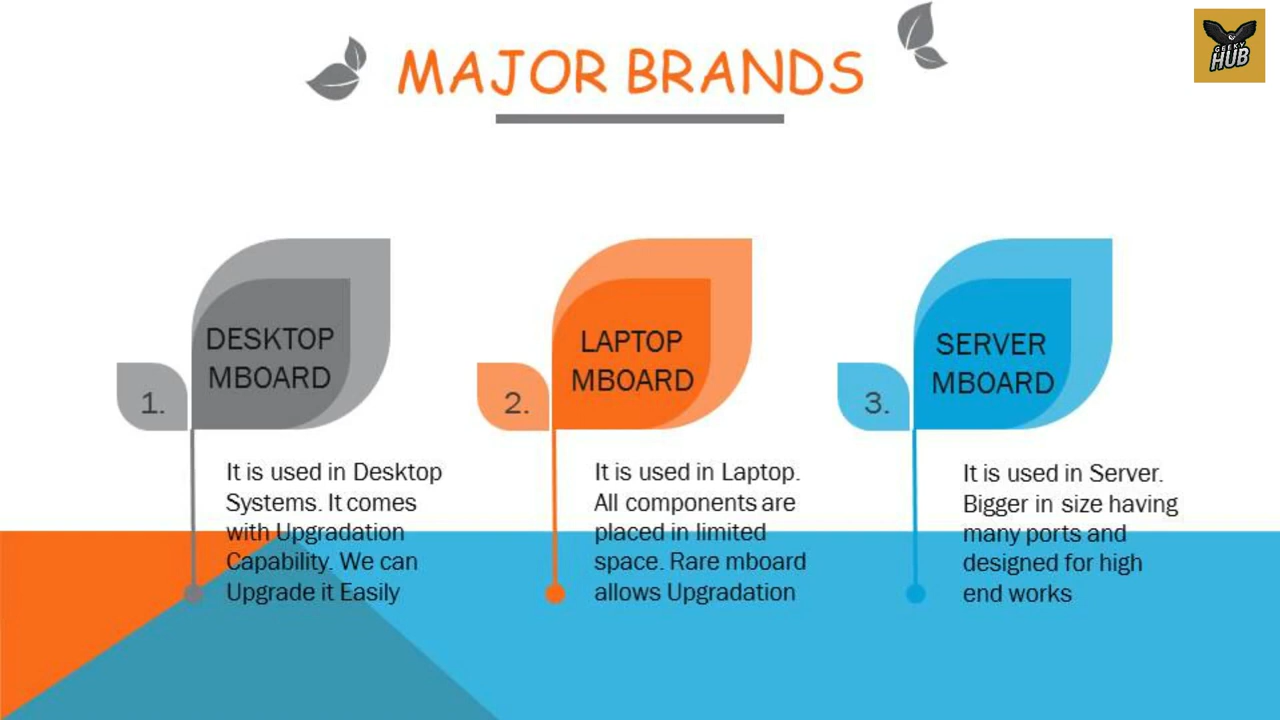 MAJOR BRANDS
GEEKY
HUB
DESKTOP
MBOARD
1.
It is used in Desktop
Systems. It comes
with Upgradation
Capability. We can
Upgrade it Easily
LAPTOP
MBOARD
2.
It is used in Laptop.
All components are
placed in limited
space. Rare mboard
allows Upgradation
SERVER
MBOARD
3.
It is used in Server.
Bigger in size having
many ports and
designed for high
end works